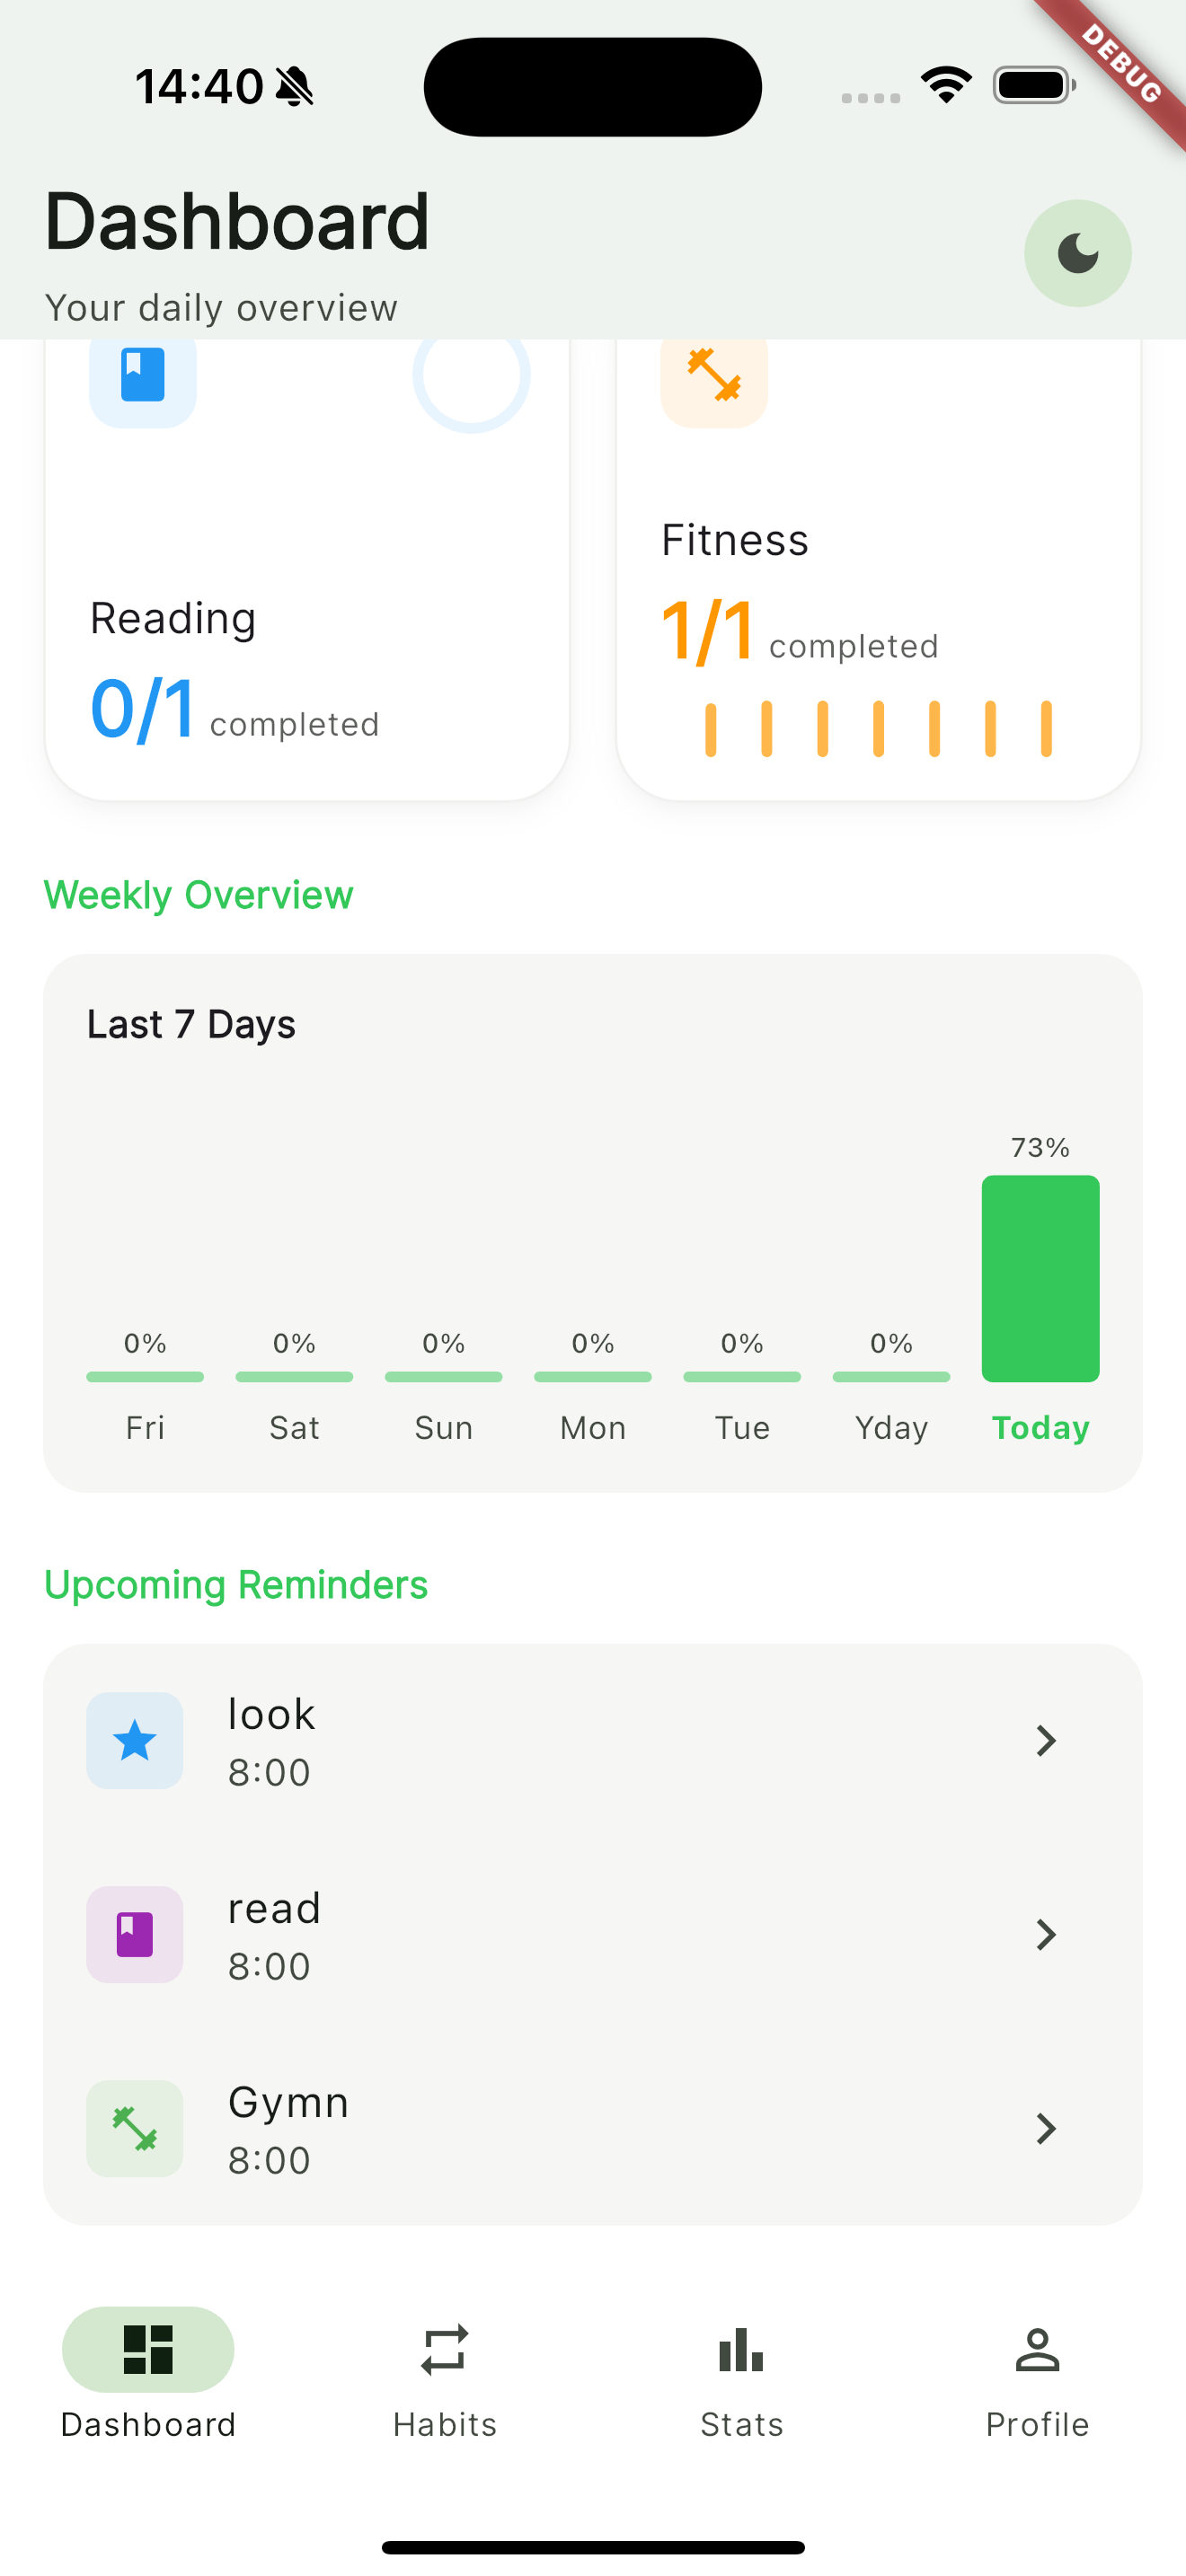 14:40
DEBUG
Dashboard
Your daily overview
Reading
0/1 completed
Fitness
1/1 completed
Weekly Overview
Last 7 Days
73%
0% 0% 0% 0% 0% 0%
Fri Sat Sun Mon Tue Yday Today
Upcoming Reminders
look
8:00
read
8:00
Gymn
8:00
Dashboard Habits Stats Profile